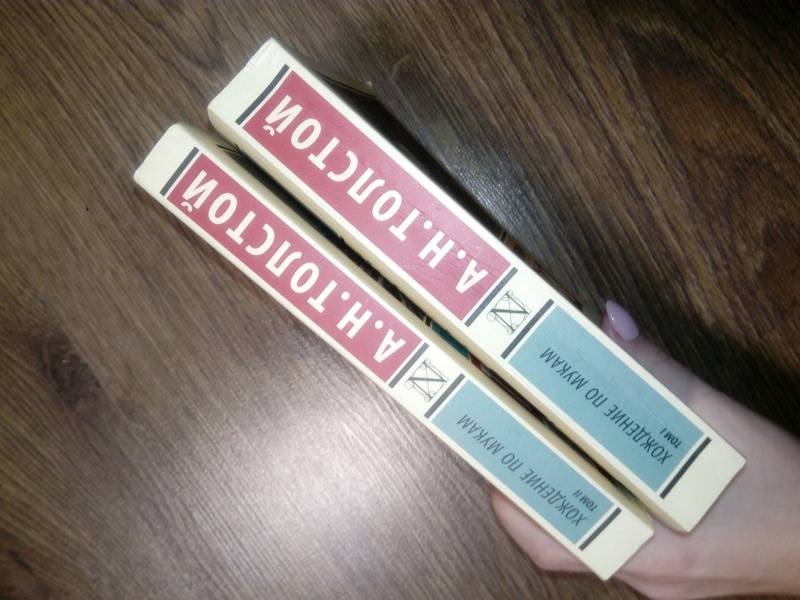 А.Н.ТОЛСТОЙ
ХОЖДЕНИЕ ПО МУКАМ
ТОМ I
А.Н.ТОЛСТОЙ
ХОЖДЕНИЕ ПО МУКАМ
ТОМ II